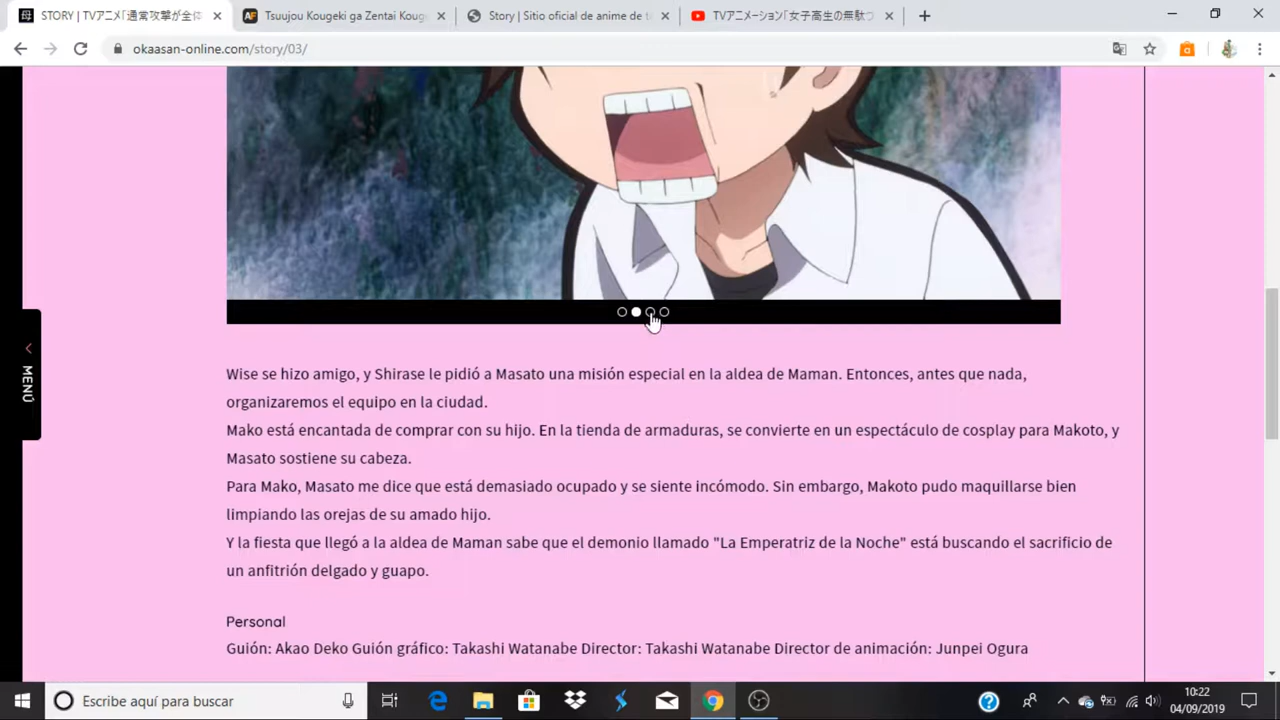 STORY | TVアニメ「通常攻撃が全体
Tsuujou Kougeki ga Zentai Koug
Story | Sitio oficial de anime de t
TVアニメーション「女子高生の無駄づ
okaasan-online.com/story/03/
MENÚ
Wise se hizo amigo, y Shirase le pidió a Masato una misión especial en la aldea de Maman. Entonces, antes que nada,
organizaremos el equipo en la ciudad.
Mako está encantada de comprar con su hijo. En la tienda de armaduras, se convierte en un espectáculo de cosplay para Makoto, y
Masato sostiene su cabeza.
Para Mako, Masato me dice que está demasiado ocupado y se siente incómodo. Sin embargo, Makoto pudo maquillarse bien
limpiando las orejas de su amado hijo.
Y la fiesta que llegó a la aldea de Maman sabe que el demonio llamado "La Emperatriz de la Noche" está buscando el sacrificio de
un anfitrión delgado y guapo.
Personal
Guión: Akao Deko Guión gráfico: Takashi Watanabe Director: Takashi Watanabe Director de animación: Junpei Ogura
Escribe aquí para buscar
10:22
04/09/2019